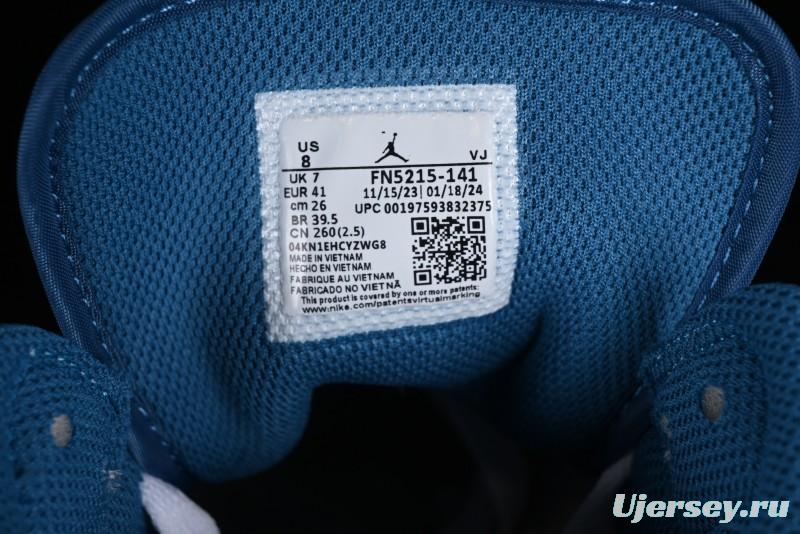 US
8
VJ
UK 7
FN5215-141
EUR 41
11/15/23| 01/18/24
cm 26
UPC 00197593832375
BR 39.5
CN 260(2.5)
04KN1EHCYZWG8
MADE IN VIETNAM
HECHO EN VIETNAM
FABRIQUE AU VIETNAM
FABRICADO NO VIETNÃ
This product is covered by one or more patents:
www.nike.com/patentsvirtualmarking
Ujersey.ru